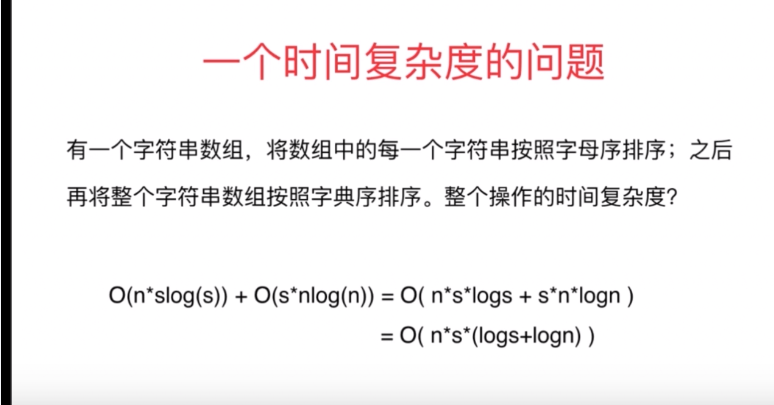 一个时间复杂度的问题
有一个字符串数组，将数组中的每一个字符串按照字母序排序；之后
再将整个字符串数组按照字典序排序。整个操作的时间复杂度？
O(n*slog(s)) + O(s*nlog(n)) = O( n*s*logs + s*n*logn )
= O( n*s*(logs+logn) )